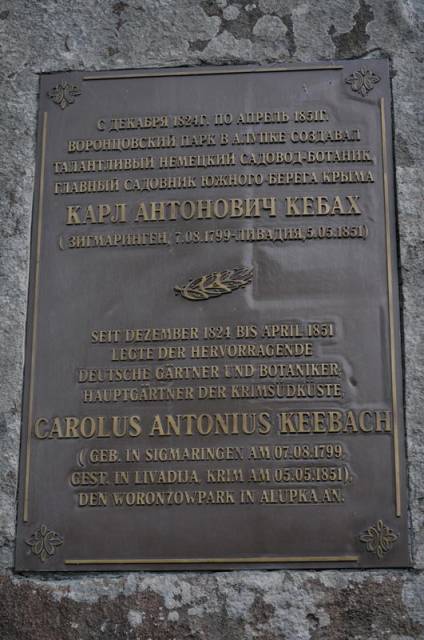 С ДЕКАБРЯ 1824Г. ПО АПРЕЛЬ 1851Г.
ВОРОНЦОВСКИЙ ПАРК В АЛУПКЕ СОЗДАВАЛ
ТАЛАНТЛИВЫЙ НЕМЕЦКИЙ САДОВОД-БОТАНИК,
ГЛАВНЫЙ САДОВНИК ЮЖНОГО БЕРЕГА КРЫМА
КАРЛ АНТОНОВИЧ КЕБАХ
(ЗИГМАРИНГЕН, 7.08.1799-ЛИВАДИЯ, 5.05.1851)
SEIT DEZEMBER 1824 BIS APRIL 1851
LEGTE DER HERVORRAGENDE
DEUTSCHE GÄRTNER UND BOTANIKER,
HAUPTGÄRTNER DER KRIMSÜDKÜSTE,
CAROLUS ANTONIUS KEEBACH
(GEB. IN SIGMARINGEN AM 07.08.1799,
GEST. IN LIVADIJA, KRIM AM 05.05.1851),
DEN WORONZOWPARK IN ALUPKA AN.